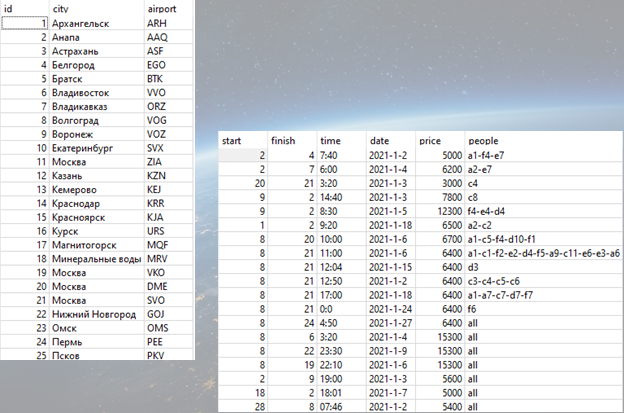 id city airport
1 Архангельск ARH
2 Анапа AAQ
3 Астрахань ASF
4 Белгород EGO
5 Братск BTK
6 Владивосток VVO
7 Владикавказ ORZ
8 Волгоград VOG
9 Воронеж VOZ
10 Екатеринбург SVX
11 Москва ZIA
12 Казань KZN
13 Кемерово KEJ
14 Краснодар KRR
15 Красноярск KJA
16 Курск URS
17 Магнитогорск MQF
18 Минеральные воды MRV
19 Москва VKO
20 Москва DME
21 Москва SVO
22 Нижний Новгород GOJ
23 Омск OMS
24 Пермь PEE
25 Псков PKV
start finish time date price people
2 4 7:40 2021-1-2 5000 a1-f4-e7
2 7 6:00 2021-1-4 6200 a2-e7
20 21 3:20 2021-1-3 3000 c4
9 2 14:40 2021-1-3 7800 c8
9 2 8:30 2021-1-5 12300 f4-e4-d4
1 2 9:20 2021-1-18 6500 a2-c2
8 20 10:00 2021-1-6 6700 a1-c5-f4-d10-f1
8 21 11:00 2021-1-6 6400 a1-c1-f2-e2-d4-f5-a9-c11-e6-e3-a6
8 21 12:04 2021-1-15 6400 d3
8 21 12:50 2021-1-2 6400 c3-c4-c5-c6
8 21 17:00 2021-1-18 6400 a1-a7-c7-d7-f7
8 21 0:0 2021-1-24 6400 f6
8 24 4:50 2021-1-27 6400 all
8 6 3:20 2021-1-4 15300 all
8 22 23:30 2021-1-9 15300 all
8 19 22:10 2021-1-6 15300 all
2 9 19:00 2021-1-3 5600 all
18 2 18:01 2021-1-7 5000 all
28 8 07:46 2021-1-2 5400 all